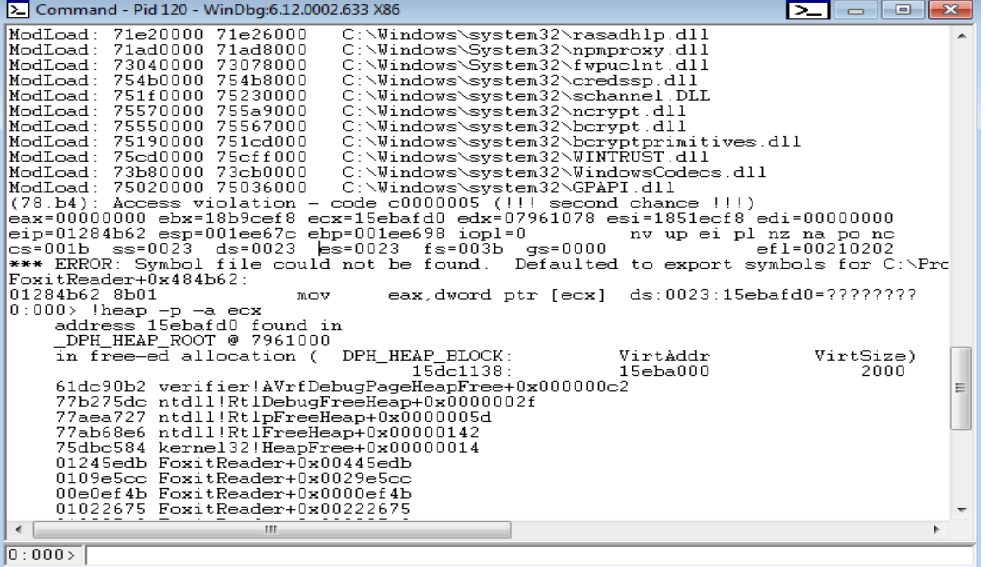 Command - Pid 120 - WinDbg:6.12.0002.633 X86
ModLoad: 71e20000 71e26000   C:\Windows\system32\rasadhlp.dll
ModLoad: 71ad0000 71ad8000   C:\Windows\System32\npmproxy.dll
ModLoad: 73040000 73078000   C:\Windows\System32\fwpuclnt.dll
ModLoad: 754b0000 754b8000   C:\Windows\system32\credssp.dll
ModLoad: 751f0000 75230000   C:\Windows\system32\schannel.DLL
ModLoad: 75570000 755a9000   C:\Windows\system32\ncrypt.dll
ModLoad: 75550000 75567000   C:\Windows\system32\bcrypt.dll
ModLoad: 75190000 751cd000   C:\Windows\system32\bcryptprimitives.dll
ModLoad: 75cd0000 75cff000   C:\Windows\system32\WINTRUST.dll
ModLoad: 73b80000 73cb0000   C:\Windows\system32\WindowsCodecs.dll
ModLoad: 75020000 75036000   C:\Windows\system32\GPAPI.dll
(78.b4): Access violation - code c0000005 (!!! second chance !!!)
eax=00000000 ebx=18b9cef8 ecx=15ebafd0 edx=07961078 esi=1851ecf8 edi=00000000
eip=01284b62 esp=001ee67c ebp=001ee698 iopl=0         nv up ei pl nz na po nc
cs=001b  ss=0023  ds=0023  es=0023  fs=003b  gs=0000             efl=00210202
*** ERROR: Symbol file could not be found.  Defaulted to export symbols for C:\Pro
FoxitReader+0x484b62:
01284b62 8b01            mov     eax,dword ptr [ecx]  ds:0023:15ebafd0=????????
0:000> !heap -p -a ecx
    address 15ebafd0 found in
    _DPH_HEAP_ROOT @ 7961000
    in free-ed allocation (  DPH_HEAP_BLOCK:         VirtAddr         VirtSize)
                                   15dc1138:         15eba000             2000
    61dc90b2 verifier!AVrfDebugPageHeapFree+0x000000c2
    77b275dc ntdll!RtlDebugFreeHeap+0x0000002f
    77aea727 ntdll!RtlpFreeHeap+0x0000005d
    77ab68e6 ntdll!RtlFreeHeap+0x00000142
    75dbc584 kernel32!HeapFree+0x00000014
    01245edb FoxitReader+0x00445edb
    0109e5cc FoxitReader+0x0029e5cc
    00e0ef4b FoxitReader+0x0000ef4b
    01022675 FoxitReader+0x00222675
0:000>